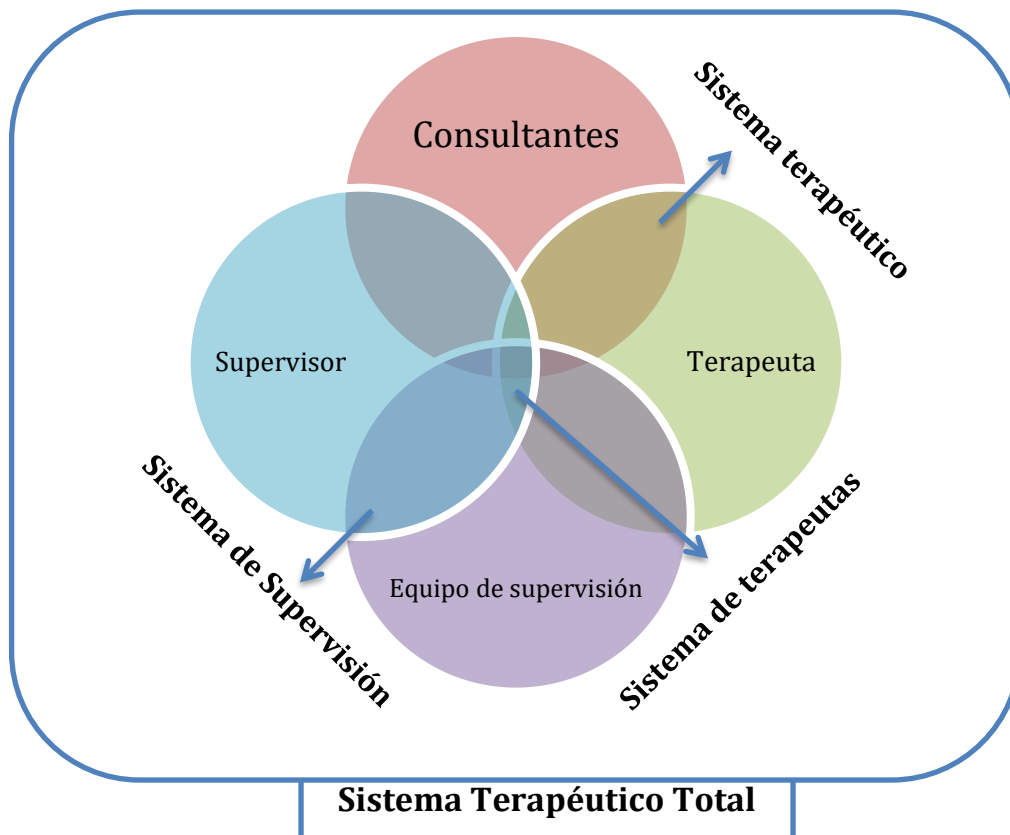 Consultantes
Sistema terapéutico
Supervisor
Terapeuta
Sistema de Supervisión
Equipo de supervisión
Sistema de terapeutas
Sistema Terapéutico Total